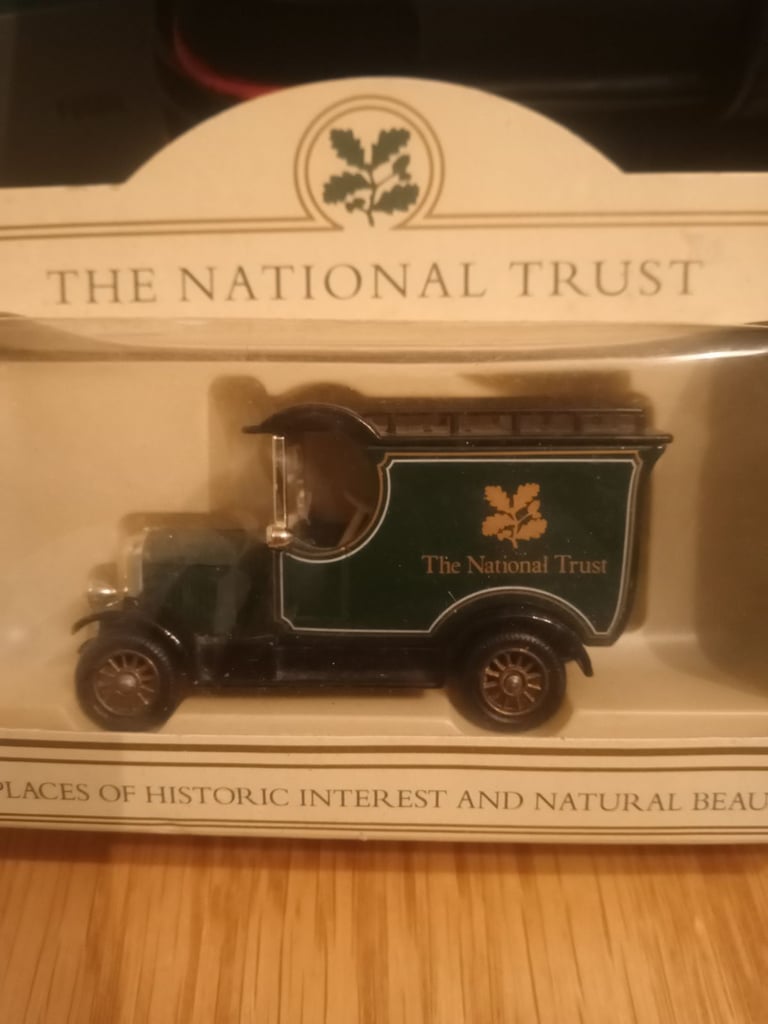 THE NATIONAL TRUST
The National Trust
PLACES OF HISTORIC INTEREST AND NATURAL BEAU